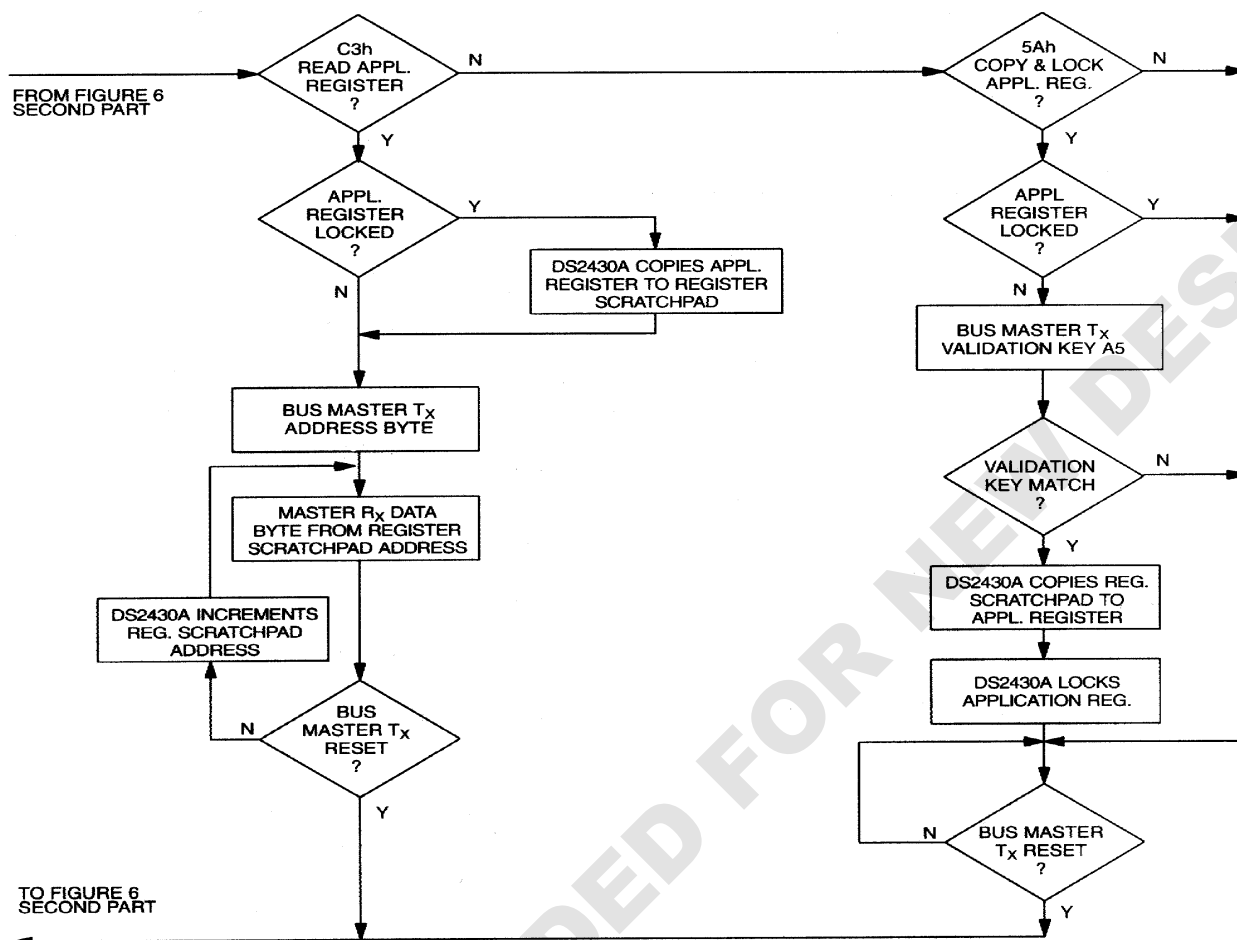 C3h
READ APPL.
REGISTER
?
N
Y
FROM FIGURE 6
SECOND PART
APPL.
REGISTER
LOCKED
?
Y
N
DS2430A COPIES APPL.
REGISTER TO REGISTER
SCRATCHPAD
BUS MASTER TX
ADDRESS BYTE
MASTER RX DATA
BYTE FROM REGISTER
SCRATCHPAD ADDRESS
DS2430A INCREMENTS
REG. SCRATCHPAD
ADDRESS
BUS
MASTER TX
RESET
?
N
Y
5Ah
COPY & LOCK
APPL. REG.
?
N
Y
APPL
REGISTER
LOCKED
?
Y
N
BUS MASTER TX
VALIDATION KEY A5
VALIDATION
KEY MATCH
?
N
Y
DS2430A COPIES REG.
SCRATCHPAD TO
APPL. REGISTER
DS2430A LOCKS
APPLICATION REG.
BUS MASTER
TX RESET
?
N
Y
TO FIGURE 6
SECOND PART
DED FOR NEW DESI